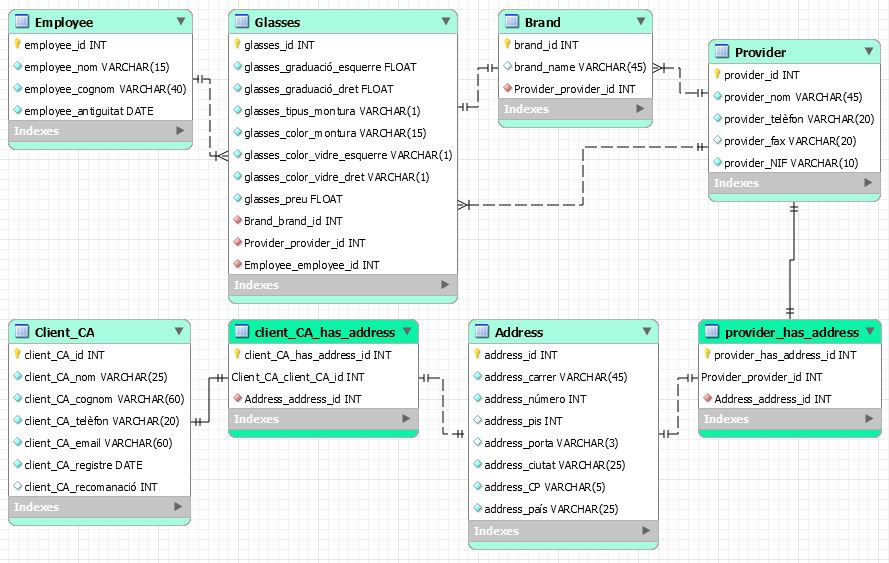 Employee
employee_id INT
employee_nom VARCHAR(15)
employee_cognom VARCHAR(40)
employee_antiguitat DATE
Indexes
Glasses
glasses_id INT
glasses_graduació_esquerre FLOAT
glasses_graduació_dret FLOAT
glasses_tipus_montura VARCHAR(1)
glasses_color_montura VARCHAR(15)
glasses_color_vidre_esquerre VARCHAR(1)
glasses_color_vidre_dret VARCHAR(1)
glasses_preu FLOAT
Brand_brand_id INT
Provider_provider_id INT
Employee_employee_id INT
Indexes
Brand
brand_id INT
brand_name VARCHAR(45)
Provider_provider_id INT
Indexes
Provider
provider_id INT
provider_nom VARCHAR(45)
provider_telèfon VARCHAR(20)
provider_fax VARCHAR(20)
provider_NIF VARCHAR(10)
Indexes
Client_CA
client_CA_id INT
client_CA_nom VARCHAR(25)
client_CA_cognom VARCHAR(60)
client_CA_telèfon VARCHAR(20)
client_CA_email VARCHAR(60)
client_CA_registre DATE
client_CA_recomanació INT
Indexes
client_CA_has_address
client_CA_has_address_id INT
Client_CA_client_CA_id INT
Address_address_id INT
Indexes
Address
address_id INT
address_carrer VARCHAR(45)
address_número INT
address_pis INT
address_porta VARCHAR(3)
address_ciutat VARCHAR(25)
address_CP VARCHAR(5)
address_país VARCHAR(25)
Indexes
provider_has_address
provider_has_address_id INT
Provider_provider_id INT
Address_address_id INT
Indexes